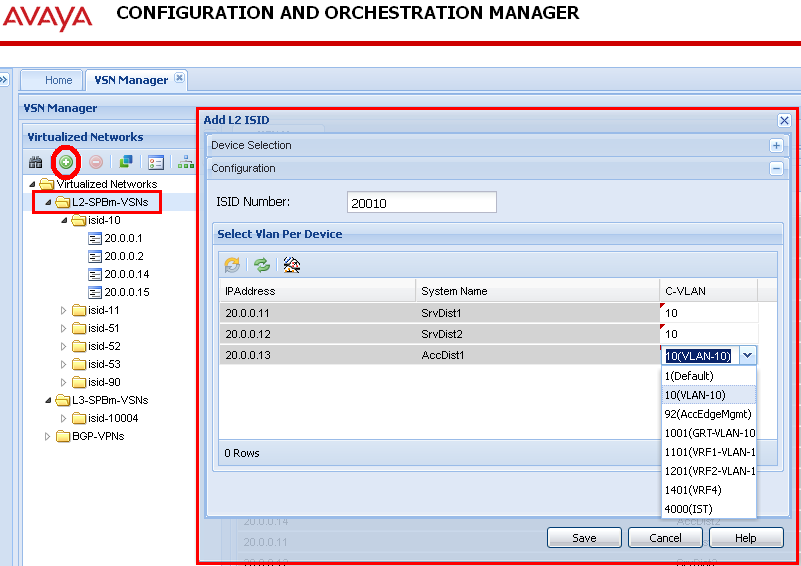 AVAYA CONFIGURATION AND ORCHESTRATION MANAGER
Home VSN Manager
VSN Manager
Virtualized Networks
Virtualized Networks
L2-SPBm-VSNs
isid-10
20.0.0.1
20.0.0.2
20.0.0.14
20.0.0.15
isid-11
isid-51
isid-52
isid-53
isid-90
L3-SPBm-VSNs
isid-10004
BGP-VPNs
Add L2 ISID
Device Selection
Configuration
ISID Number: 20010
Select Vlan Per Device
IPAddress System Name C-VLAN
20.0.0.11 SrvDist1 10
20.0.0.12 SrvDist2 10
20.0.0.13 AccDist1 10(VLAN-10)
1(Default)
10(VLAN-10)
92(AccEdgeMgmt)
1001(GRT-VLAN-10
1101(VRF1-VLAN-1
1201(VRF2-VLAN-1
1401(VRF4)
4000(IST)
0 Rows
20.0.0.14 AccDist2
20.0.0.11
Save Cancel Help